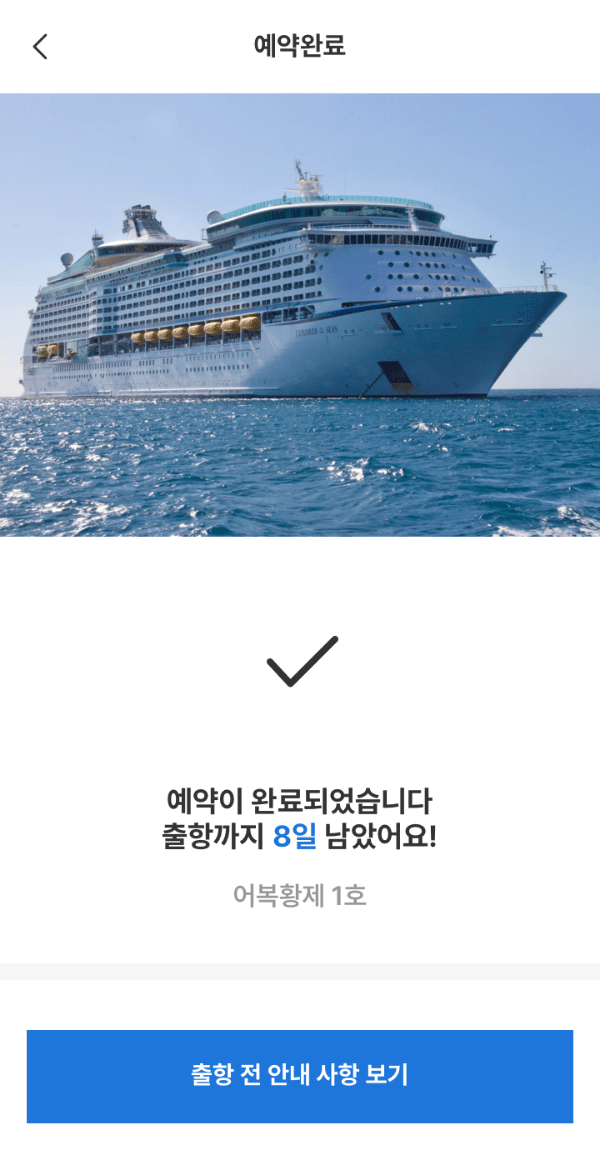 예약완료
예약이 완료되었습니다
출항까지 8일 남았어요!
어복황제 1호
출항 전 안내 사항 보기